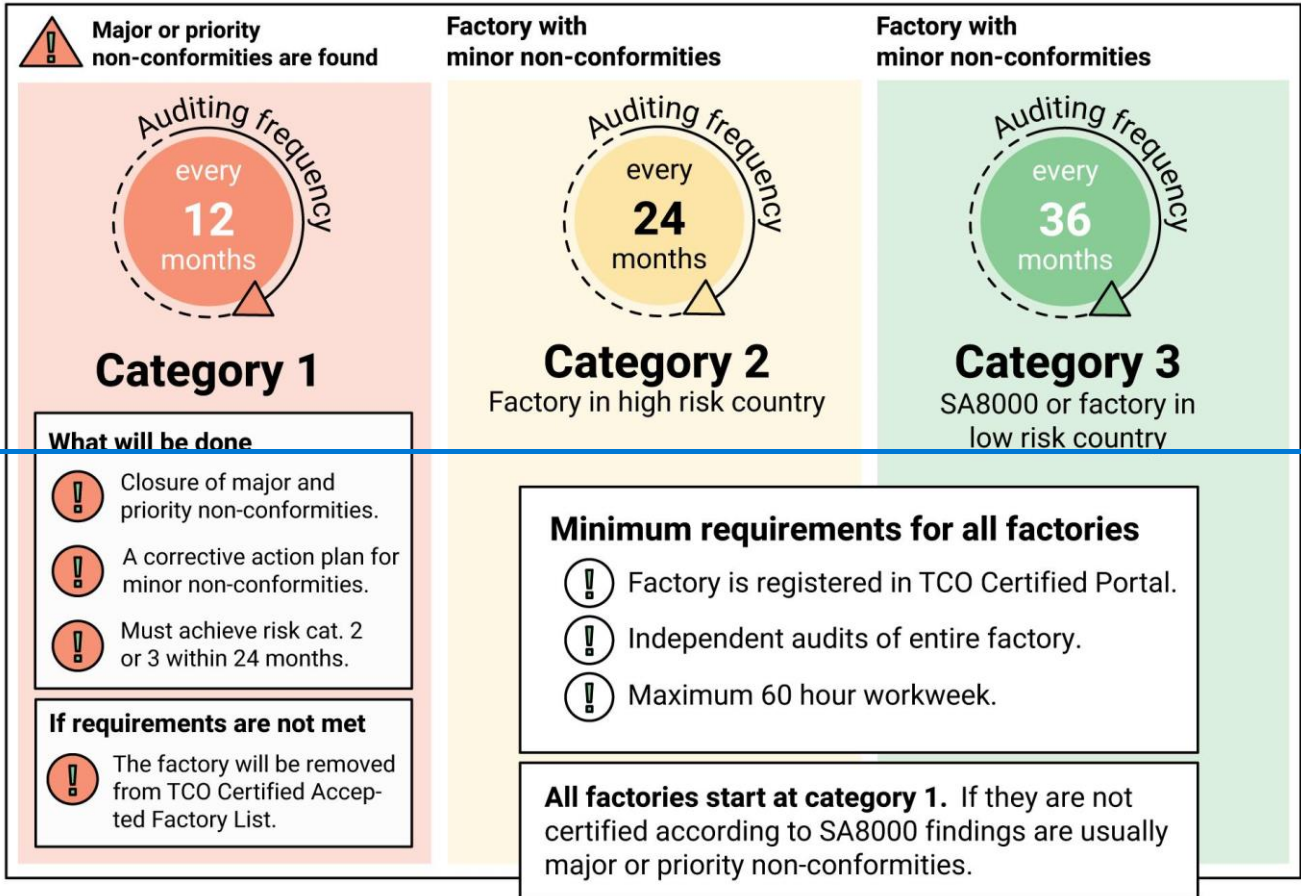 Major or priority
non-conformities are found
Auditing frequency
every
12
months
Category 1
What will be done
Closure of major and
priority non-conformities.
A corrective action plan for
minor non-conformities.
Must achieve risk cat. 2
or 3 within 24 months.
If requirements are not met
The factory will be removed
from TCO Certified Accep-
ted Factory List.
Factory with
minor non-conformities
Auditing frequency
every
24
months
Category 2
Factory in high risk country
Factory with
minor non-conformities
Auditing frequency
every
36
months
Category 3
SA8000 or factory in
low risk country
Minimum requirements for all factories
Factory is registered in TCO Certified Portal.
Independent audits of entire factory.
Maximum 60 hour workweek.
All factories start at category 1. If they are not
certified according to SA8000 findings are usually
major or priority non-conformities.